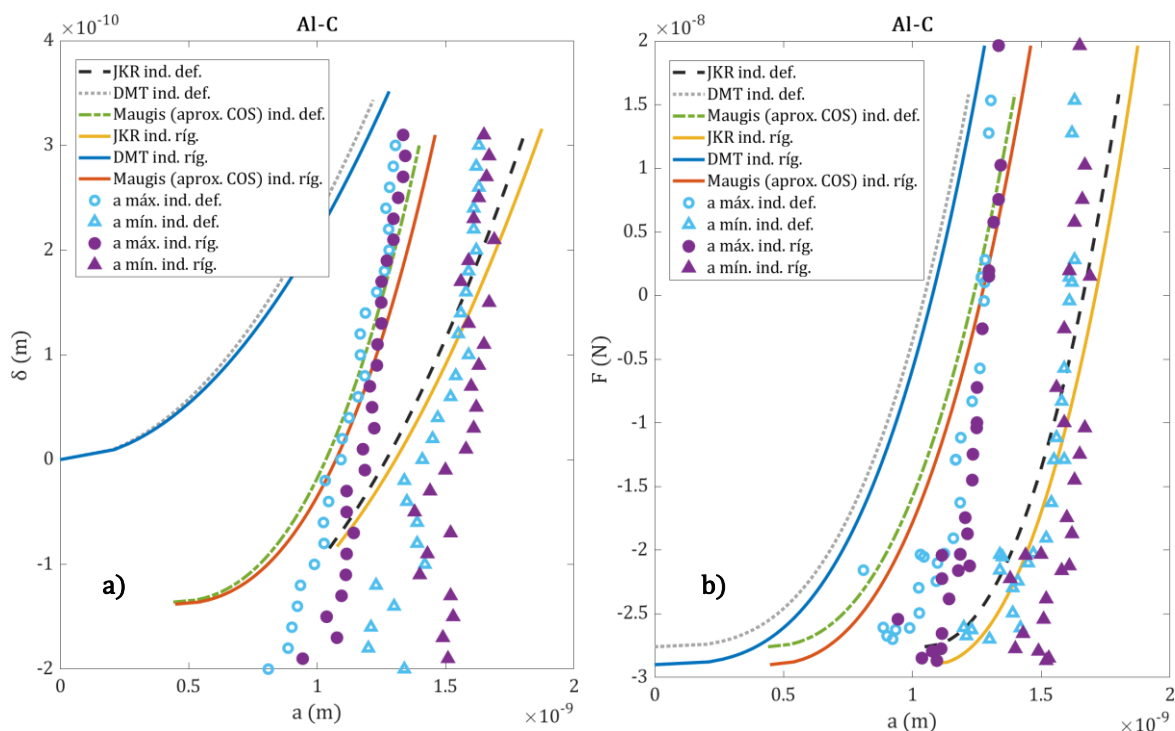 Al-C
×10⁻¹⁰
4
3
2
1
0
-1
-2
δ (m)
JKR ind. def.
DMT ind. def.
Maugis (aprox. COS) ind. def.
JKR ind. ríg.
DMT ind. ríg.
Maugis (aprox. COS) ind. ríg.
a máx. ind. def.
a mín. ind. def.
a máx. ind. ríg.
a mín. ind. ríg.
a)
0
0.5
1
1.5
2
a (m)
×10⁻⁹
Al-C
×10⁻⁸
2
1.5
1
0.5
0
-0.5
-1
-1.5
-2
-2.5
-3
F (N)
JKR ind. def.
DMT ind. def.
Maugis (aprox. COS) ind. def.
JKR ind. ríg.
DMT ind. ríg.
Maugis (aprox. COS) ind. ríg.
a máx. ind. def.
a mín. ind. def.
a máx. ind. ríg.
a mín. ind. ríg.
b)
0
0.5
1
1.5
2
a (m)
×10⁻⁹